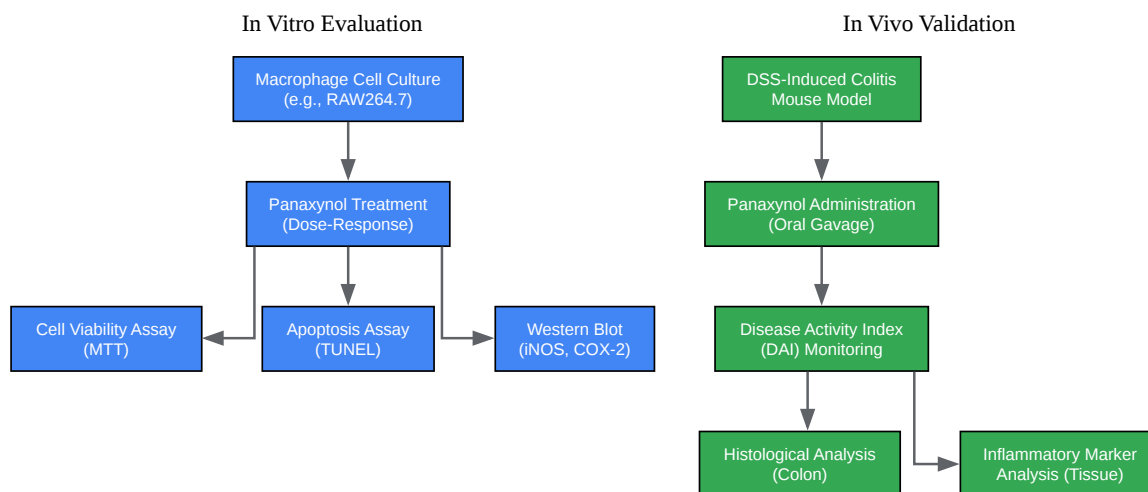 In Vitro Evaluation
Macrophage Cell Culture
(e.g., RAW264.7)
Panaxynol Treatment
(Dose-Response)
Cell Viability Assay
(MTT)
Apoptosis Assay
(TUNEL)
Western Blot
(iNOS, COX-2)
In Vivo Validation
DSS-Induced Colitis
Mouse Model
Panaxynol Administration
(Oral Gavage)
Disease Activity Index
(DAI) Monitoring
Histological Analysis
(Colon)
Inflammatory Marker
Analysis (Tissue)